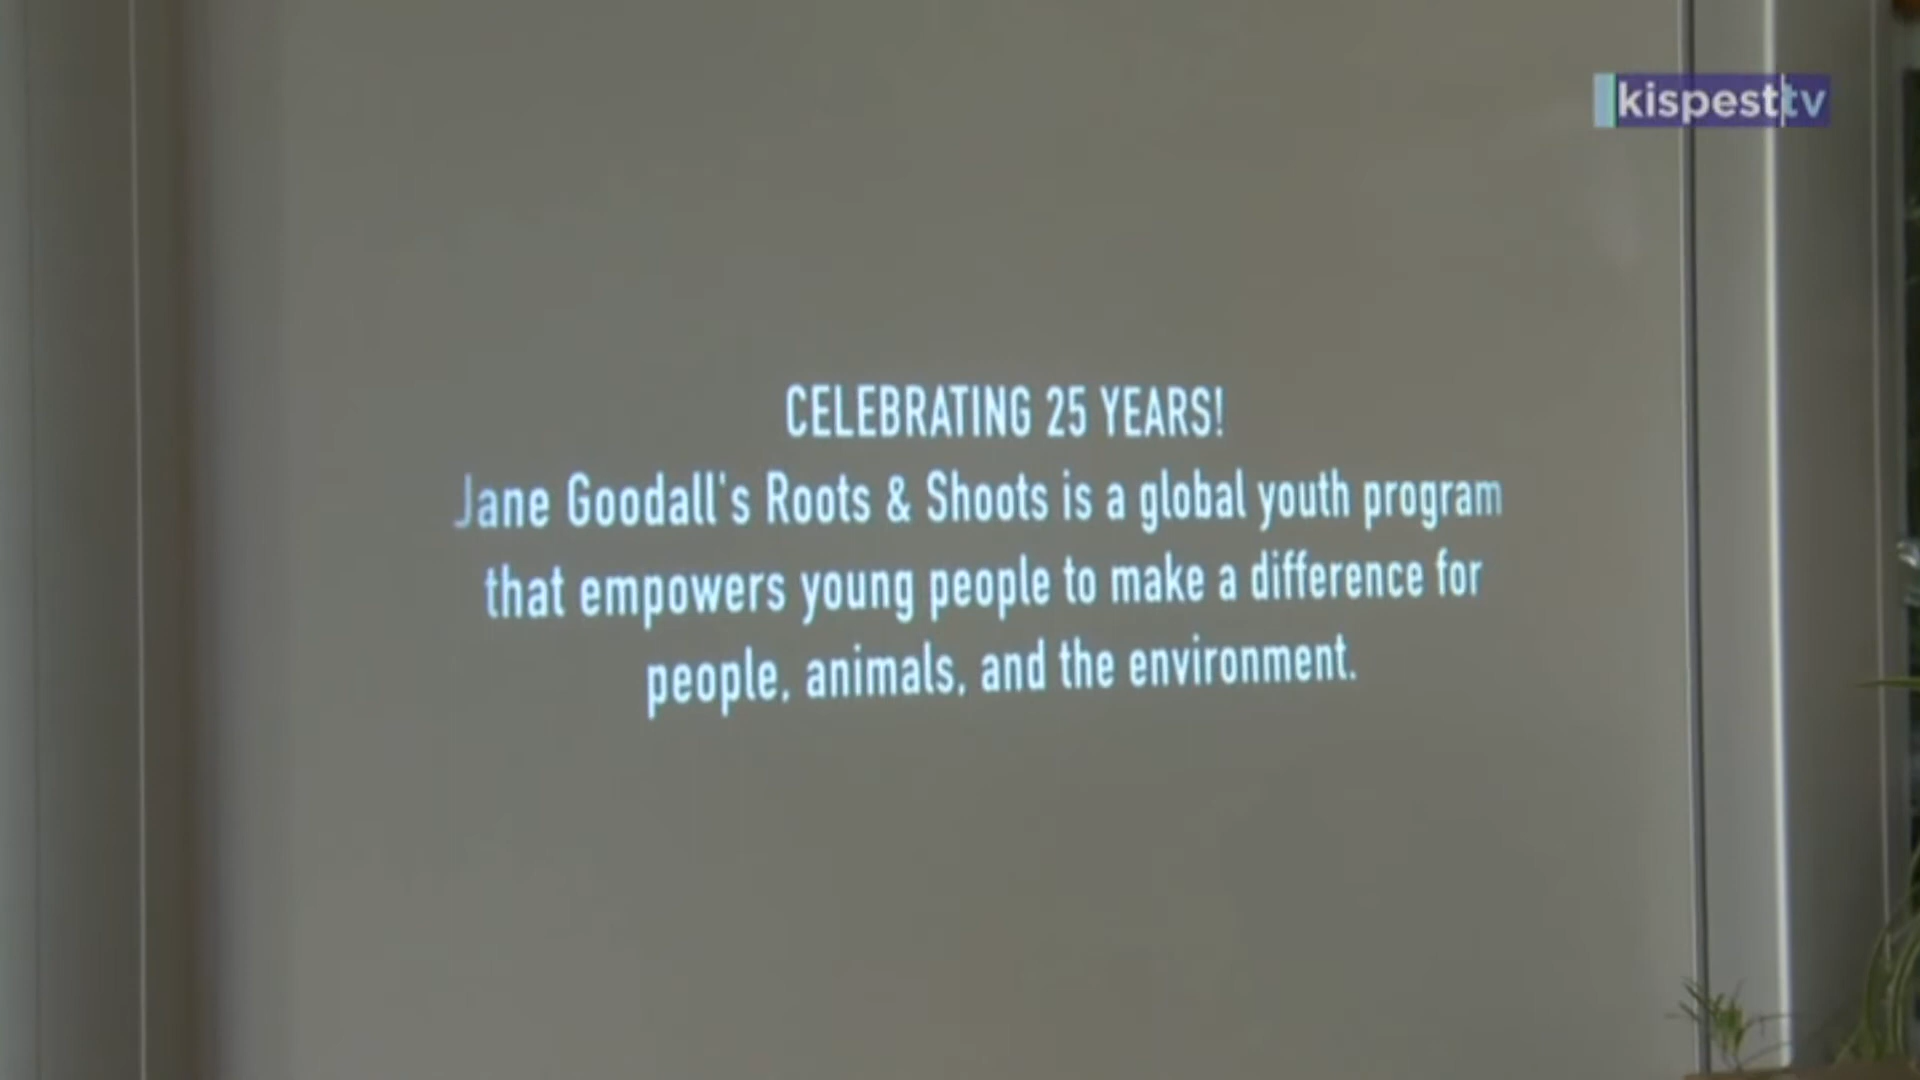 kispest tv
CELEBRATING 25 YEARS!
Jane Goodall's Roots & Shoots is a global youth program
that empowers young people to make a difference for
people, animals, and the environment.